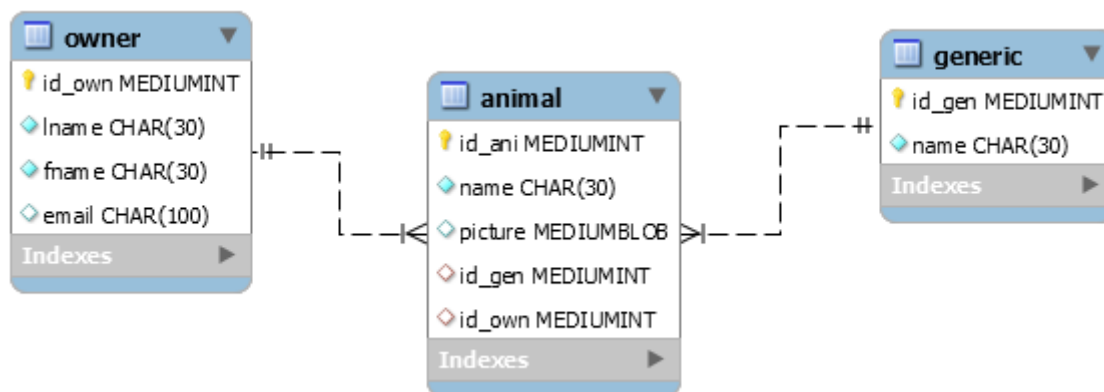 owner
id_own MEDIUMINT
lname CHAR(30)
fname CHAR(30)
email CHAR(100)
Indexes
animal
id_ani MEDIUMINT
name CHAR(30)
picture MEDIUMBLOB
id_gen MEDIUMINT
id_own MEDIUMINT
Indexes
generic
id_gen MEDIUMINT
name CHAR(30)
Indexes